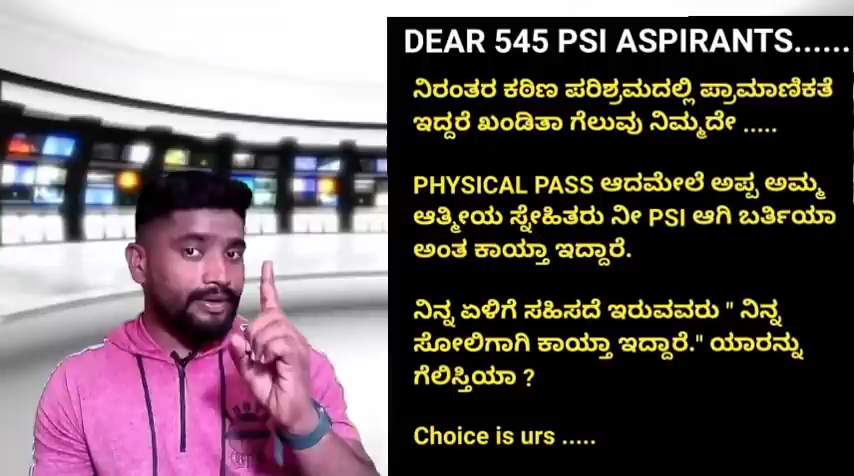 DEAR 545 PSI ASPIRANTS......
ನಿರಂತರ ಕಠಿಣ ಪರಿಶ್ರಮದಲ್ಲಿ ಪ್ರಾಮಾಣಿಕತೆ
ಇದ್ದರೆ ಖಂಡಿತಾ ಗೆಲುವು ನಿಮ್ಮದೇ .....
PHYSICAL PASS ಆದಮೇಲೆ ಅಪ್ಪ ಅಮ್ಮ
ಆತ್ಮೀಯ ಸ್ನೇಹಿತರು ನೀ PSI ಆಗಿ ಬರ್ತಿಯಾ
ಅಂತ ಕಾಯ್ತಾ ಇದ್ದಾರೆ.
ನಿನ್ನ ಏಳಿಗೆ ಸಹಿಸದೆ ಇರುವವರು " ನಿನ್ನ
ಸೋಲಿಗಾಗಿ ಕಾಯ್ತಾ ಇದ್ದಾರೆ." ಯಾರನ್ನು
ಗೆಲಿಸ್ತಿಯಾ ?
Choice is urs .....